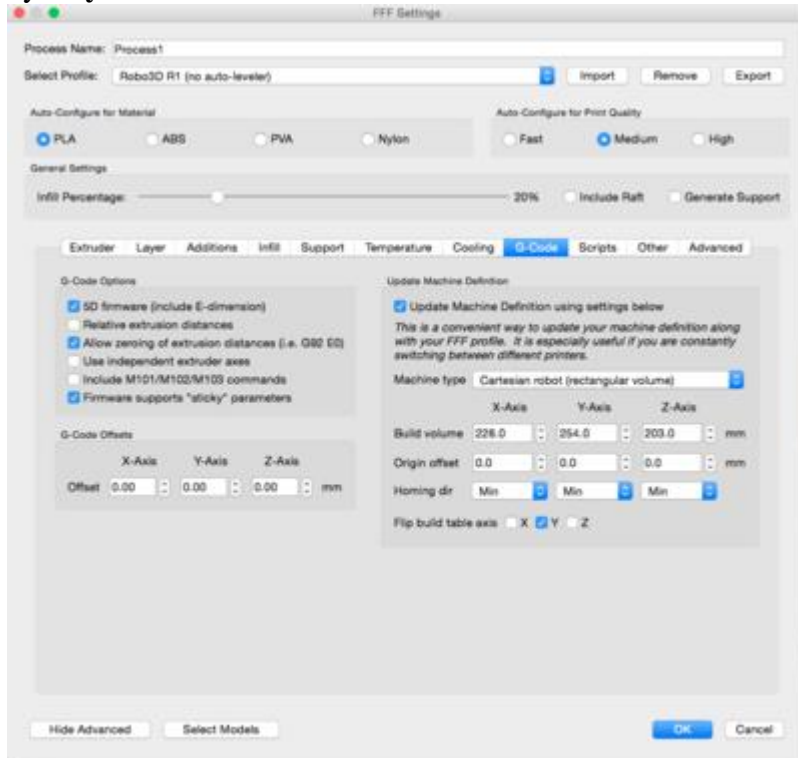 FFF Settings
Process Name: Process1
Select Profile: Robo3D R1 (no auto-leveler) Import Remove Export
Auto-Configure for Material Auto-Configure for Print Quality
PLA ABS PVA Nylon Fast Medium High
General Settings
Infill Percentage: 20% Include Raft Generate Support
Extruder Layer Additions Infill Support Temperature Cooling G-Code Scripts Other Advanced
G-Code Options Update Machine Definition
5D firmware (include E-dimension) Update Machine Definition using settings below
Relative extrusion distances This is a convenient way to update your machine definition along
Allow zeroing of extrusion distances (i.e. G92 E0) with your FFF profile. It is especially useful if you are constantly
Use independent extruder axes switching between different printers.
Include M101/M102/M103 commands Machine type Cartesian robot (rectangular volume)
Firmware supports "sticky" parameters X-Axis Y-Axis Z-Axis
G-Code Offsets Build volume 228.0 254.0 203.0 mm
X-Axis Y-Axis Z-Axis Origin offset 0.0 0.0 0.0 mm
Offset 0.00 0.00 0.00 mm Homing dir Min Min Min
Flip build table axis X Y Z
Hide Advanced Select Models OK Cancel